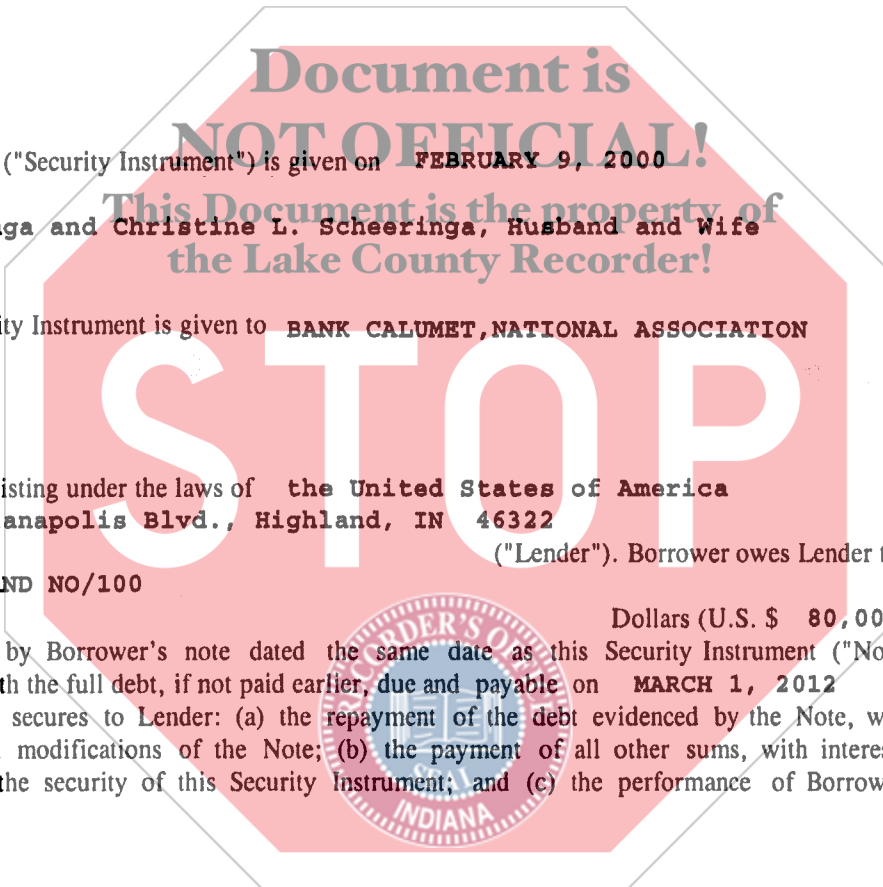 Document is
NOT OFFICIAL!
("Security Instrument") is given on FEBRUARY 9, 2000
This Document is the property of
nga and Christine L. Scheeringa, Husband and Wife
the Lake County Recorder!
ity Instrument is given to BANK CALUMET,NATIONAL ASSOCIATION
STOP
isting under the laws of the United States of America
anapolis Blvd., Highland, IN 46322
("Lender"). Borrower owes Lender t
ND NO/100
Dollars (U.S. $ 80,00
by Borrower's note dated the same date as this Security Instrument ("No
th the full debt, if not paid earlier, due and payable on MARCH 1, 2012
secures to Lender: (a) the repayment of the debt evidenced by the Note, w
modifications of the Note; (b) the payment of all other sums, with interes
the security of this Security Instrument; and (c) the performance of Borrow
RECORDER'S OF
SEAL
INDIANA